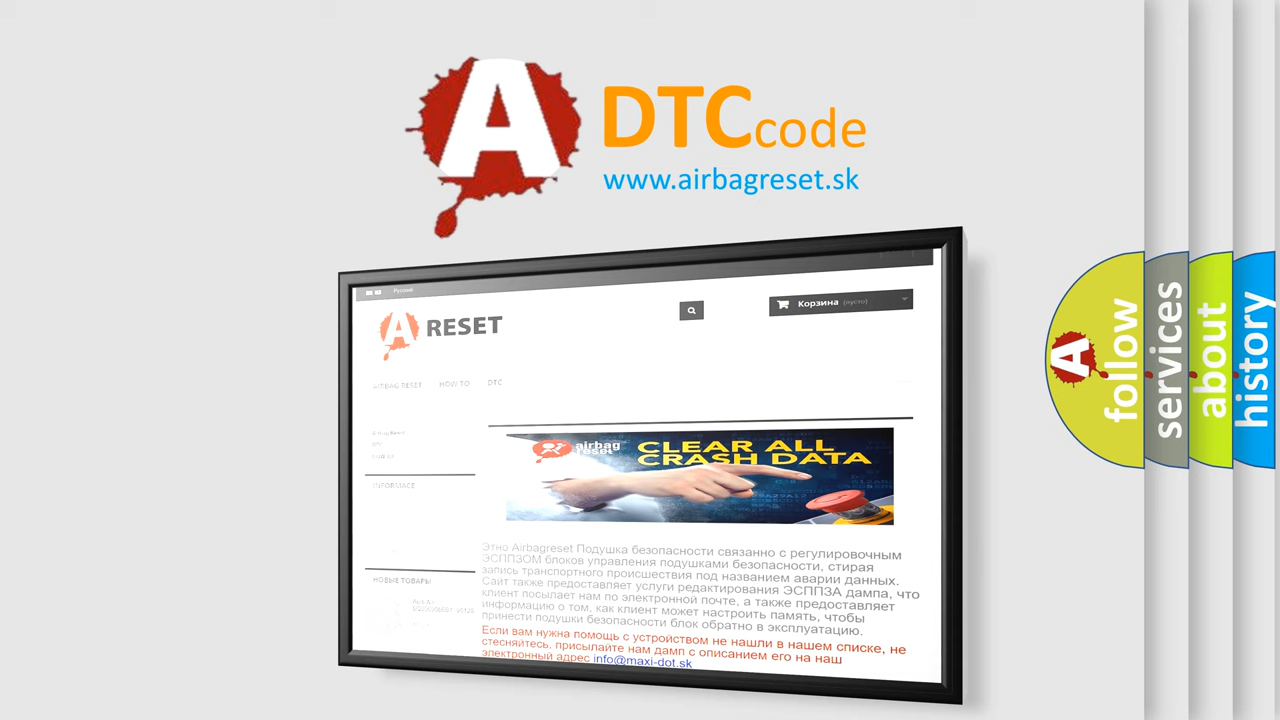 A DTCcode
www.airbagreset.sk
Русский
A RESET
Корзина (пусто)
AIRBAG RESET HOW TO DTC
INFORMACE
НОВЫЕ ТОВАРЫ
airbag
reset
CLEAR ALL
CRASH DATA
Этно Airbagreset Подушка безопасности связанно с регулировочным
ЭСППЗОМ блоков управления подушками безопасности, стирая
запись транспортного происшествия под названием аварии данных.
Сайт также предоставляет услуги редактирования ЭСППЗА дампа, что
клиент посылает нам по электронной почте, а также предоставляет
информацию о том, как клиент может настроить память, чтобы
принести подушки безопасности блок обратно в эксплуатацию.
Если вам нужна помощь с устройством не нашли в нашем списке, не
стесняйтесь, присылайте нам дамп с описанием его на наш
электронный адрес info@maxi-dot.sk
A
follow
services
about
history